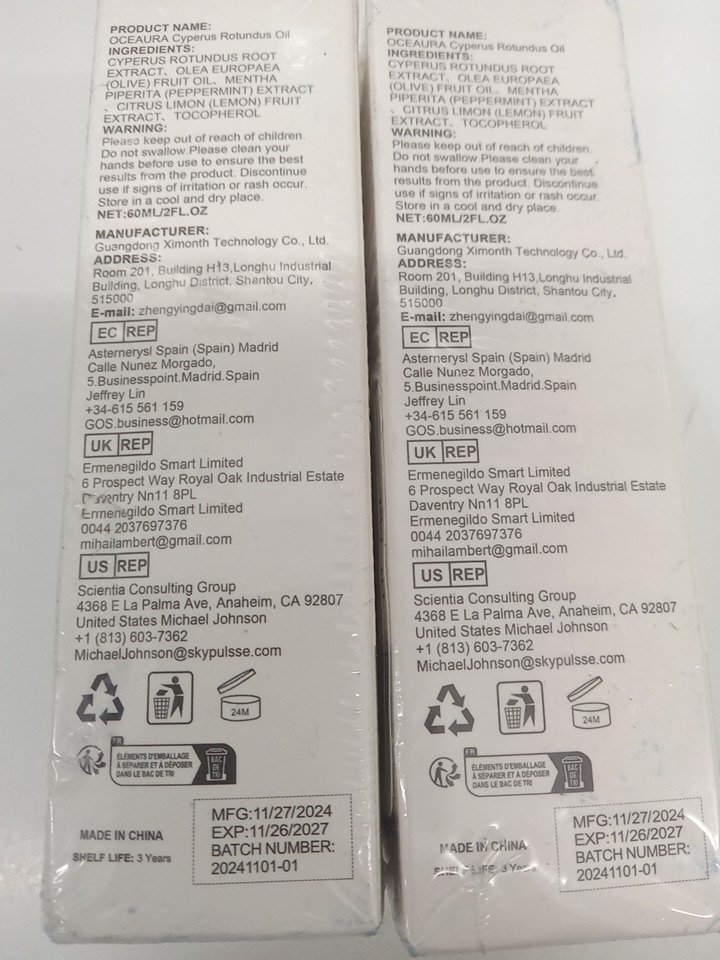 PRODUCT NAME:
OCEAURA Cyperus Rotundus Oil
INGREDIENTS:
CYPERUS ROTUNDUS ROOT
EXTRACT、OLEA EUROPAEA
(OLIVE) FRUIT OIL、MENTHA
PIPERITA (PEPPERMINT) EXTRACT
、CITRUS LIMON (LEMON) FRUIT
EXTRACT、TOCOPHEROL
WARNING:
Please keep out of reach of children.
Do not swallow.Please clean your
hands before use to ensure the best
results from the product. Discontinue
use if signs of irritation or rash occur.
Store in a cool and dry place.
NET:60ML/2FL.OZ
MANUFACTURER:
Guangdong Ximonth Technology Co., Ltd.
ADDRESS:
Room 201, Building H13,Longhu Industrial
Building, Longhu District, Shantou City,
515000
E-mail: zhengyingdai@gmail.com
EC REP
Asternerysl Spain (Spain) Madrid
Calle Nunez Morgado,
5.Businesspoint.Madrid.Spain
Jeffrey Lin
+34-615 561 159
GOS.business@hotmail.com
UK REP
Ermenegildo Smart Limited
6 Prospect Way Royal Oak Industrial Estate
Daventry Nn11 8PL
Ermenegildo Smart Limited
0044 2037697376
mihailambert@gmail.com
US REP
Scientia Consulting Group
4368 E La Palma Ave, Anaheim, CA 92807
United States Michael Johnson
+1 (813) 603-7362
MichaelJohnson@skypulsse.com
24M
FR
ÉLÉMENTS D'EMBALLAGE
À SÉPARER ET À DÉPOSER
DANS LE BAC DE TRI
BAC
DE
TRI
MADE IN CHINA
SHELF LIFE: 3 Years
MFG:11/27/2024
EXP:11/26/2027
BATCH NUMBER:
20241101-01
PRODUCT NAME:
OCEAURA Cyperus Rotundus Oil
INGREDIENTS:
CYPERUS ROTUNDUS ROOT
EXTRACT、OLEA EUROPAEA
(OLIVE) FRUIT OIL、MENTHA
PIPERITA (PEPPERMINT) EXTRACT
、CITRUS LIMON (LEMON) FRUIT
EXTRACT、TOCOPHEROL
WARNING:
Please keep out of reach of children.
Do not swallow.Please clean your
hands before use to ensure the best
results from the product. Discontinue
use if signs of irritation or rash occur.
Store in a cool and dry place.
NET:60ML/2FL.OZ
MANUFACTURER:
Guangdong Ximonth Technology Co., Ltd.
ADDRESS:
Room 201, Building H13,Longhu Industrial
Building, Longhu District, Shantou City,
515000
E-mail: zhengyingdai@gmail.com
EC REP
Asternerysl Spain (Spain) Madrid
Calle Nunez Morgado,
5.Businesspoint.Madrid.Spain
Jeffrey Lin
+34-615 561 159
GOS.business@hotmail.com
UK REP
Ermenegildo Smart Limited
6 Prospect Way Royal Oak Industrial Estate
Daventry Nn11 8PL
Ermenegildo Smart Limited
0044 2037697376
mihailambert@gmail.com
US REP
Scientia Consulting Group
4368 E La Palma Ave, Anaheim, CA 92807
United States Michael Johnson
+1 (813) 603-7362
MichaelJohnson@skypulsse.com
24M
FR
ÉLÉMENTS D'EMBALLAGE
À SÉPARER ET À DÉPOSER
DANS LE BAC DE TRI
BAC
DE
TRI
MADE IN CHINA
SHELF LIFE: 3 Years
MFG:11/27/2024
EXP:11/26/2027
BATCH NUMBER:
20241101-01